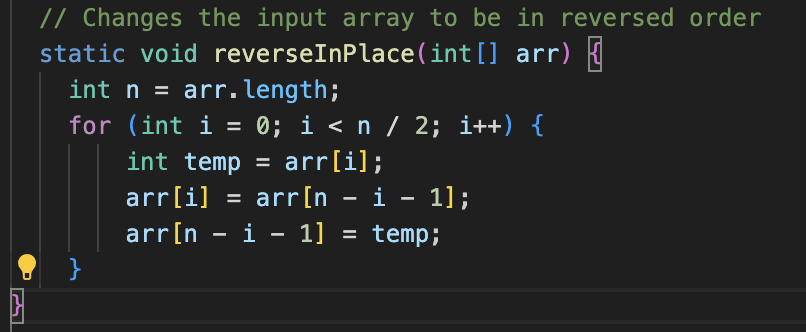 // Changes the input array to be in reversed order
static void reverseInPlace(int[] arr) {
int n = arr.length;
for (int i = 0; i < n / 2; i++) {
int temp = arr[i];
arr[i] = arr[n - i - 1];
arr[n - i - 1] = temp;
}
}